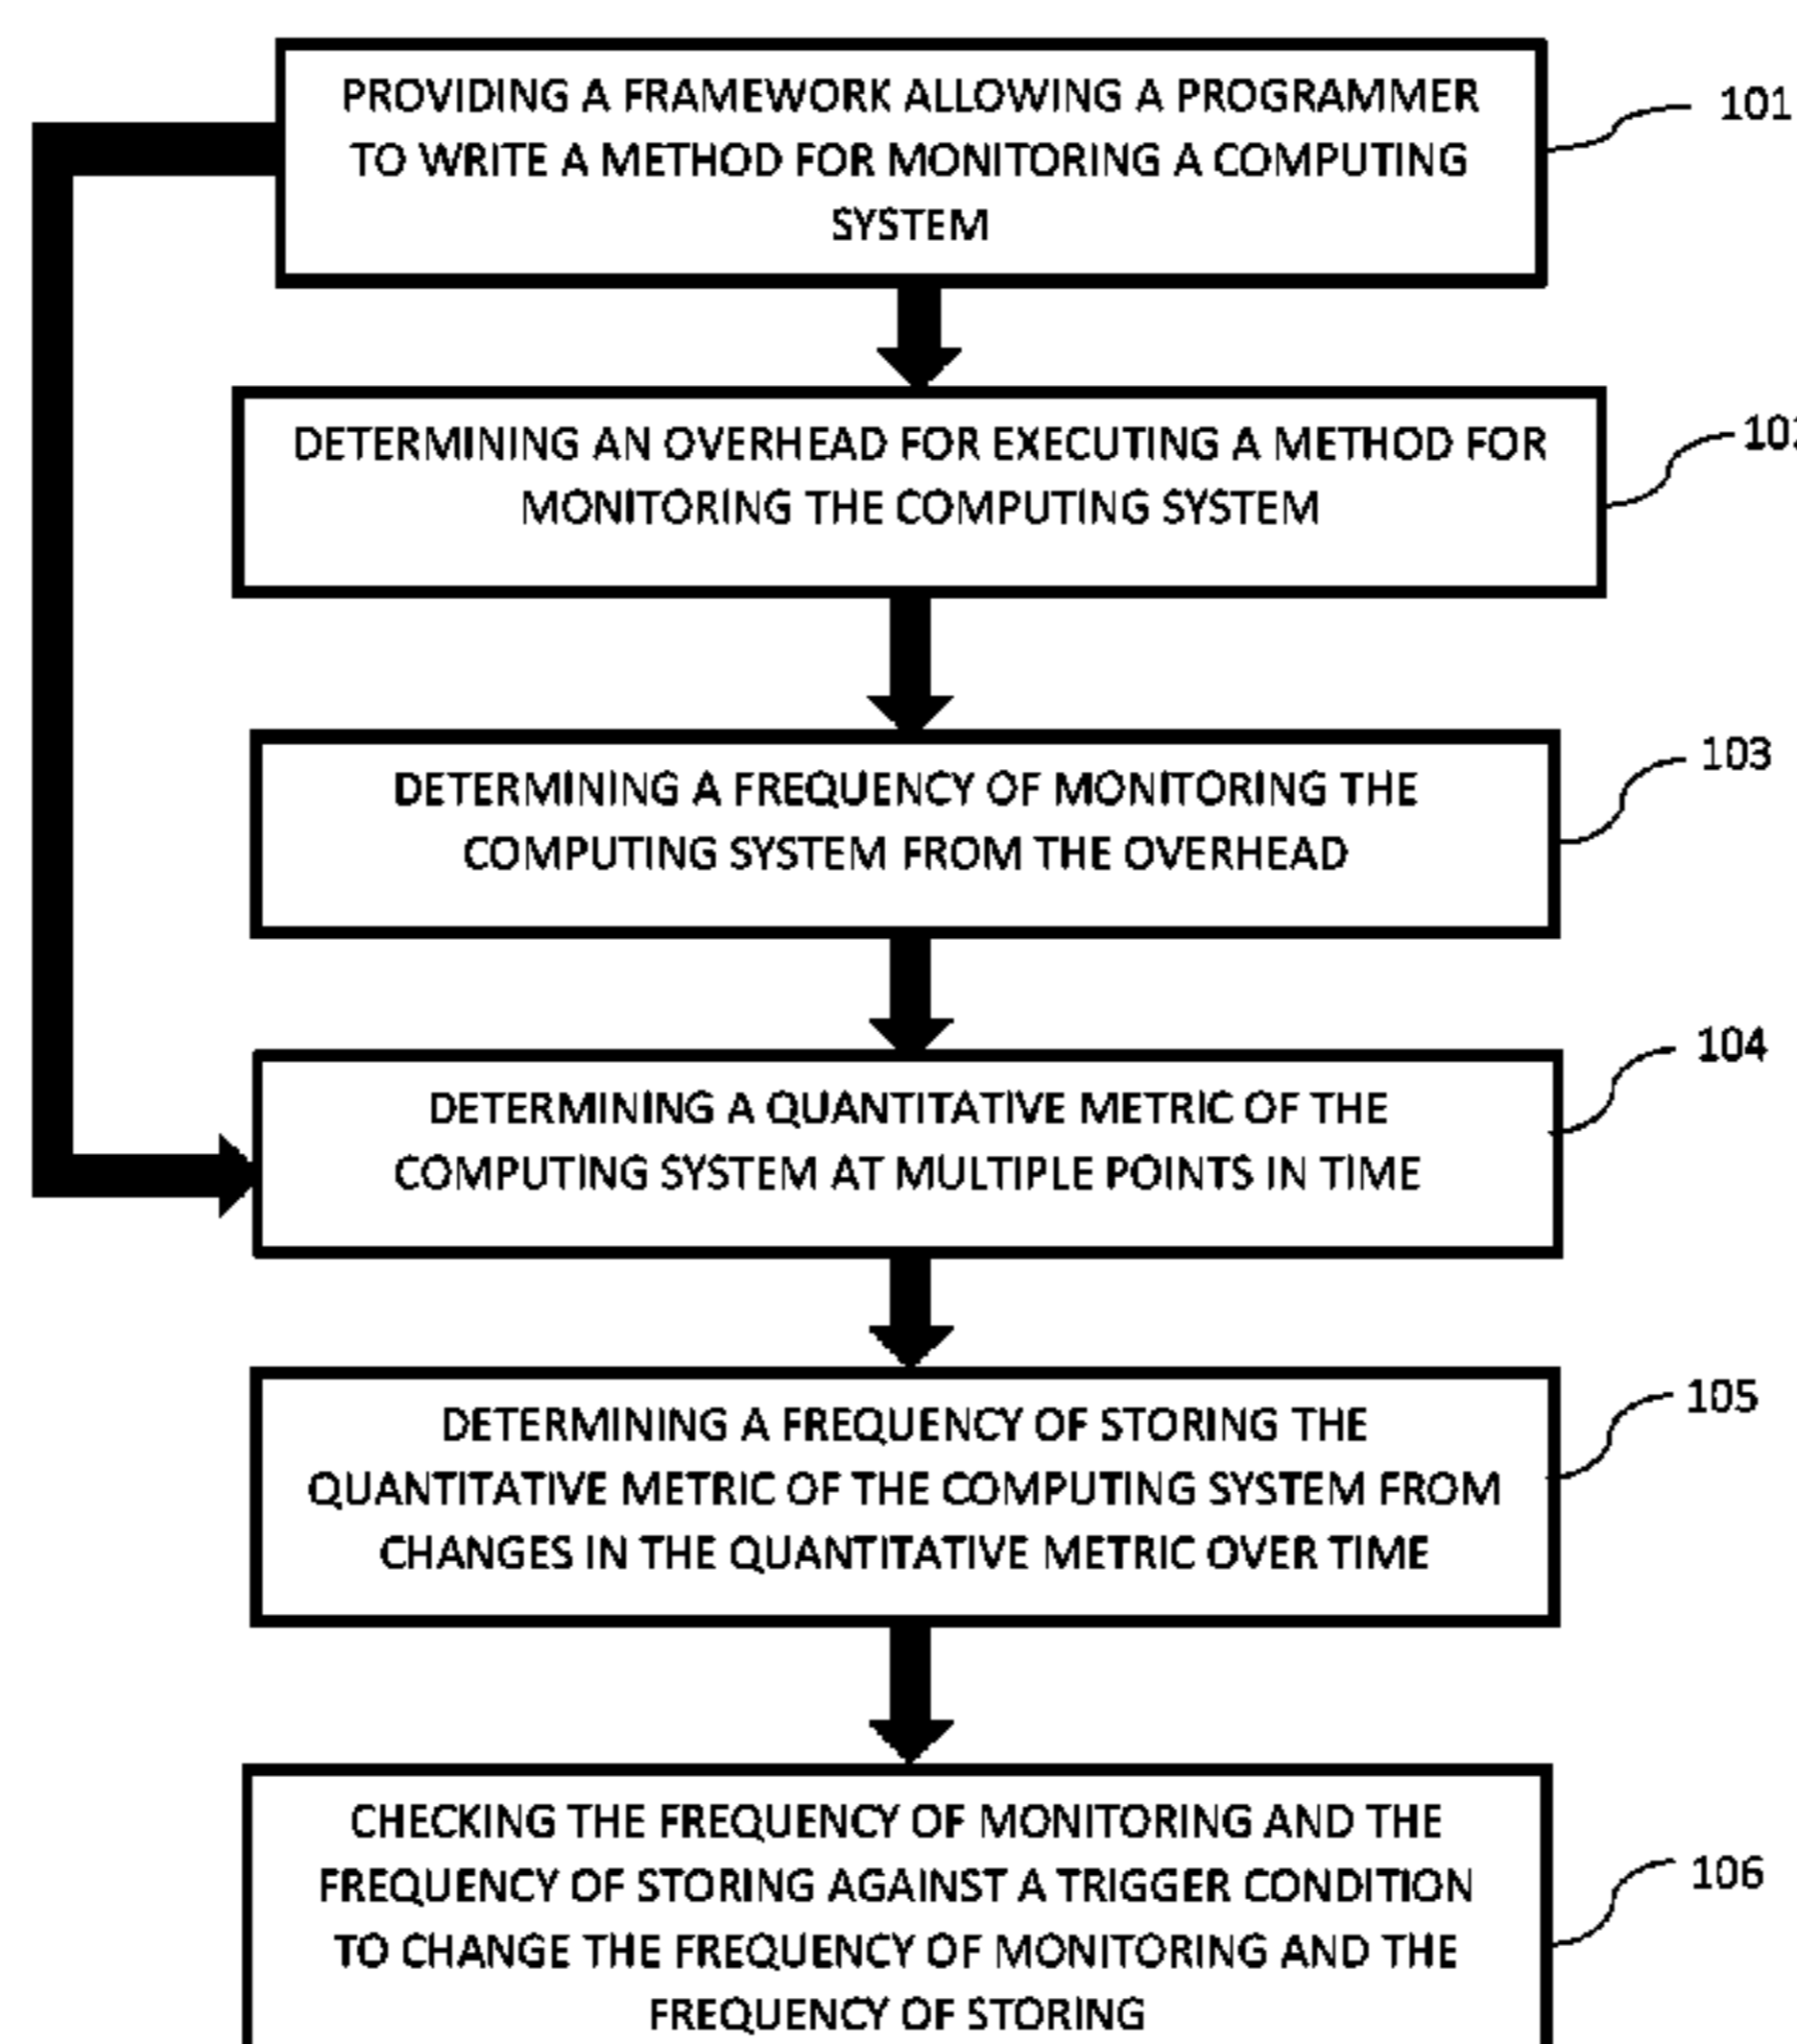 PROVIDING A FRAMEWORK ALLOWING A PROGRAMMER
TO WRITE A METHOD FOR MONITORING A COMPUTING
SYSTEM
101
DETERMINING AN OVERHEAD FOR EXECUTING A METHOD FOR
MONITORING THE COMPUTING SYSTEM
102
DETERMINING A FREQUENCY OF MONITORING THE
COMPUTING SYSTEM FROM THE OVERHEAD
103
DETERMINING A QUANTITATIVE METRIC OF THE
COMPUTING SYSTEM AT MULTIPLE POINTS IN TIME
104
DETERMINING A FREQUENCY OF STORING THE
QUANTITATIVE METRIC OF THE COMPUTING SYSTEM FROM
CHANGES IN THE QUANTITATIVE METRIC OVER TIME
105
CHECKING THE FREQUENCY OF MONITORING AND THE
FREQUENCY OF STORING AGAINST A TRIGGER CONDITION
TO CHANGE THE FREQUENCY OF MONITORING AND THE
FREQUENCY OF STORING
106